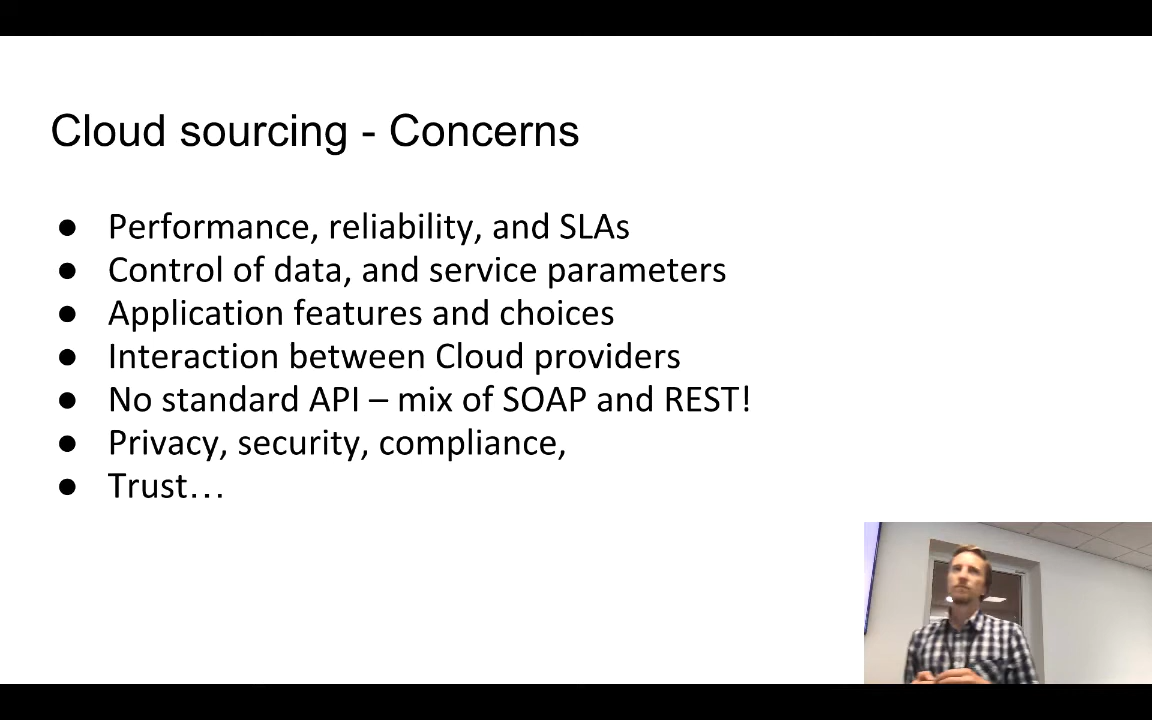 Cloud sourcing - Concerns
● Performance, reliability, and SLAs
● Control of data, and service parameters
● Application features and choices
● Interaction between Cloud providers
● No standard API – mix of SOAP and REST!
● Privacy, security, compliance,
● Trust…